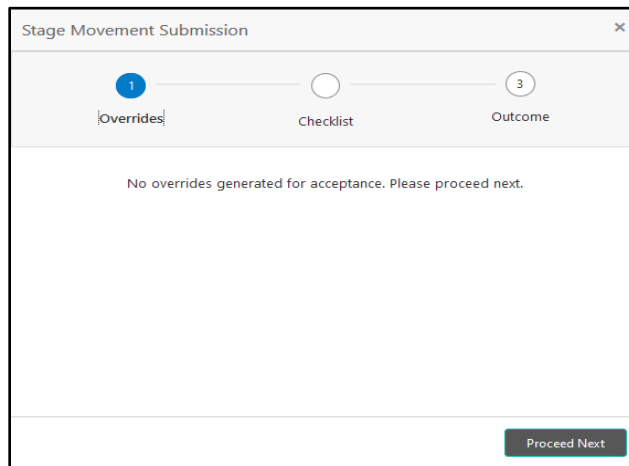 Stage Movement Submission ×
1 3
Overrides Checklist Outcome
No overrides generated for acceptance. Please proceed next.
Proceed Next